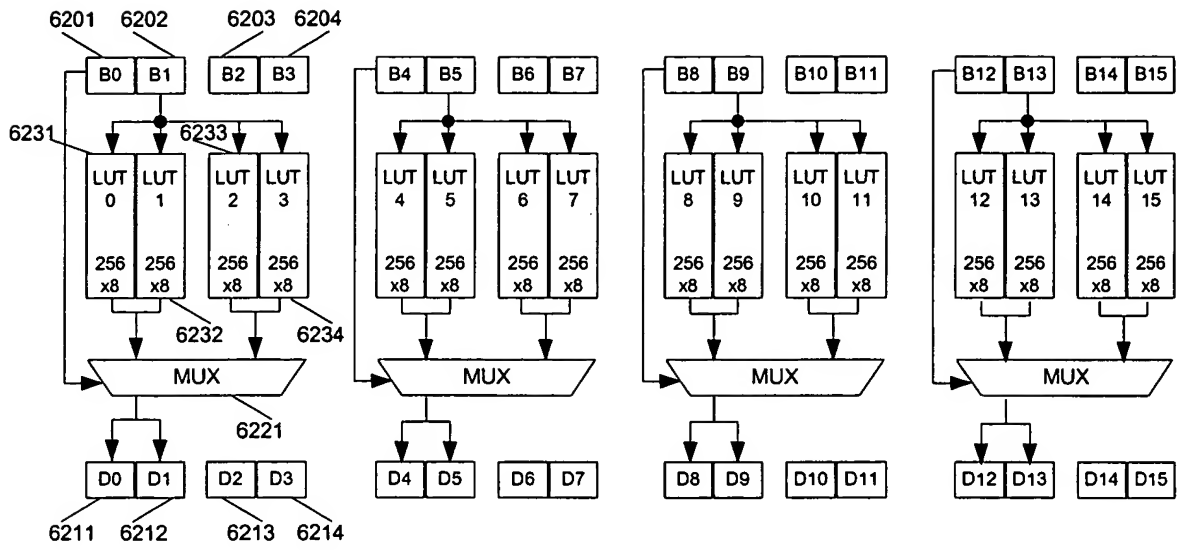 6201 6202 6203 6204
B0 B1 B2 B3 B4 B5 B6 B7 B8 B9 B10 B11 B12 B13 B14 B15
6231 6233
LUT LUT LUT LUT LUT LUT LUT LUT LUT LUT LUT LUT LUT LUT LUT LUT
0 1 2 3 4 5 6 7 8 9 10 11 12 13 14 15
256 256 256 256 256 256 256 256 256 256 256 256 256 256 256 256
x8 x8 x8 x8 x8 x8 x8 x8 x8 x8 x8 x8 x8 x8 x8 x8
6232 6234
MUX MUX MUX MUX
6221
D0 D1 D2 D3 D4 D5 D6 D7 D8 D9 D10 D11 D12 D13 D14 D15
6211 6212 6213 6214